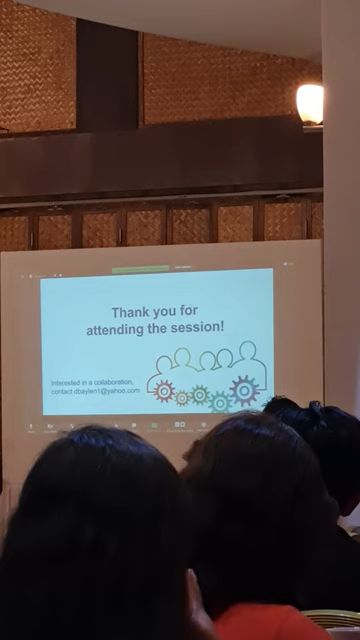 Thank you for
attending the session!
Interested in a collaboration,
contact dbaylen1@yahoo.com